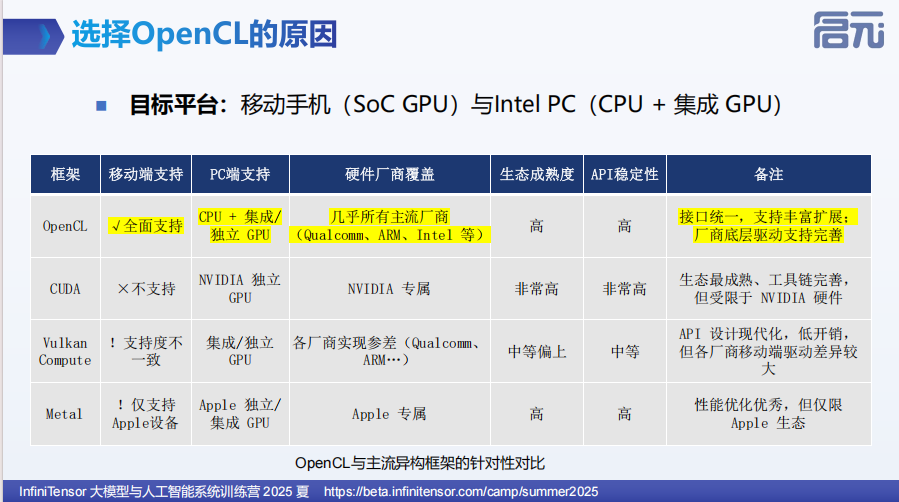 选择OpenCL的原因
启元
目标平台：移动手机（SoC GPU）与Intel PC（CPU + 集成 GPU）
框架 移动端支持 PC端支持 硬件厂商覆盖 生态成熟度 API稳定性 备注
OpenCL √全面支持 CPU + 集成/
独立 GPU 几乎所有主流厂商
（Qualcomm、ARM、Intel 等） 高 高 接口统一，支持丰富扩展；
厂商底层驱动支持完善
CUDA ×不支持 NVIDIA 独立
GPU NVIDIA 专属 非常高 非常高 生态最成熟、工具链完善，
但受限于 NVIDIA 硬件
Vulkan
Compute ！支持度不
一致 集成/独立
GPU 各厂商实现参差（Qualcomm、
ARM…） 中等偏上 中等 API 设计现代化，低开销，
但各厂商移动端驱动差异较
大
Metal ！仅支持
Apple设备 Apple 独立/
集成 GPU Apple 专属 高 高 性能优化优秀，但仅限
Apple 生态
OpenCL与主流异构框架的针对性对比
InfiniTensor 大模型与人工智能系统训练营 2025 夏 https://beta.infinitensor.com/camp/summer2025